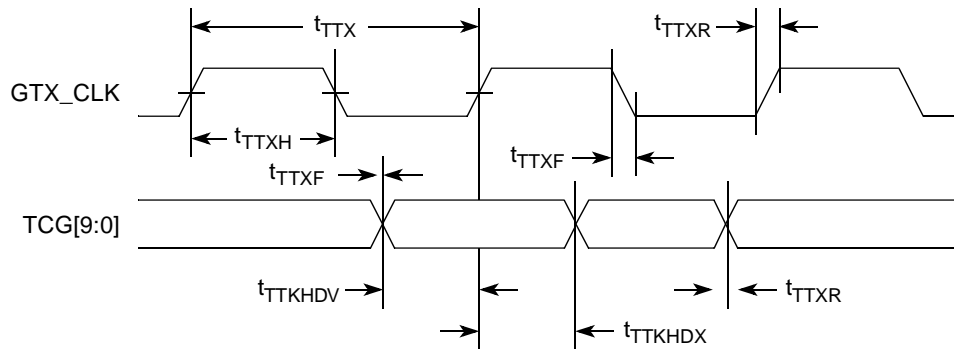 tTTX
tTTXR
GTX_CLK
tTTXH
tTTXF
tTTXF
TCG[9:0]
tTTKHDV
tTTXR
tTTKHDX